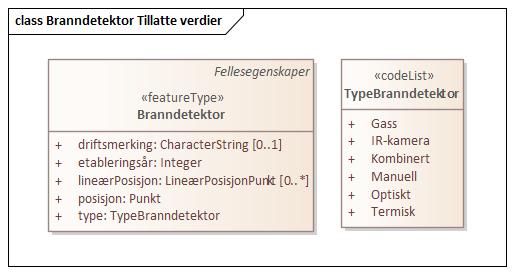 class Branndetektor Tillatte verdier
Fellesegenskaper
«featureType»
Branndetektor
+ driftsmerking: CharacterString [0..1]
+ etableringsår: Integer
+ lineærPosisjon: LineærPosisjonPunkt [0..*]
+ posisjon: Punkt
+ type: TypeBranndetektor
«codeList»
TypeBranndetektor
+ Gass
+ IR-kamera
+ Kombinert
+ Manuell
+ Optiskt
+ Termisk